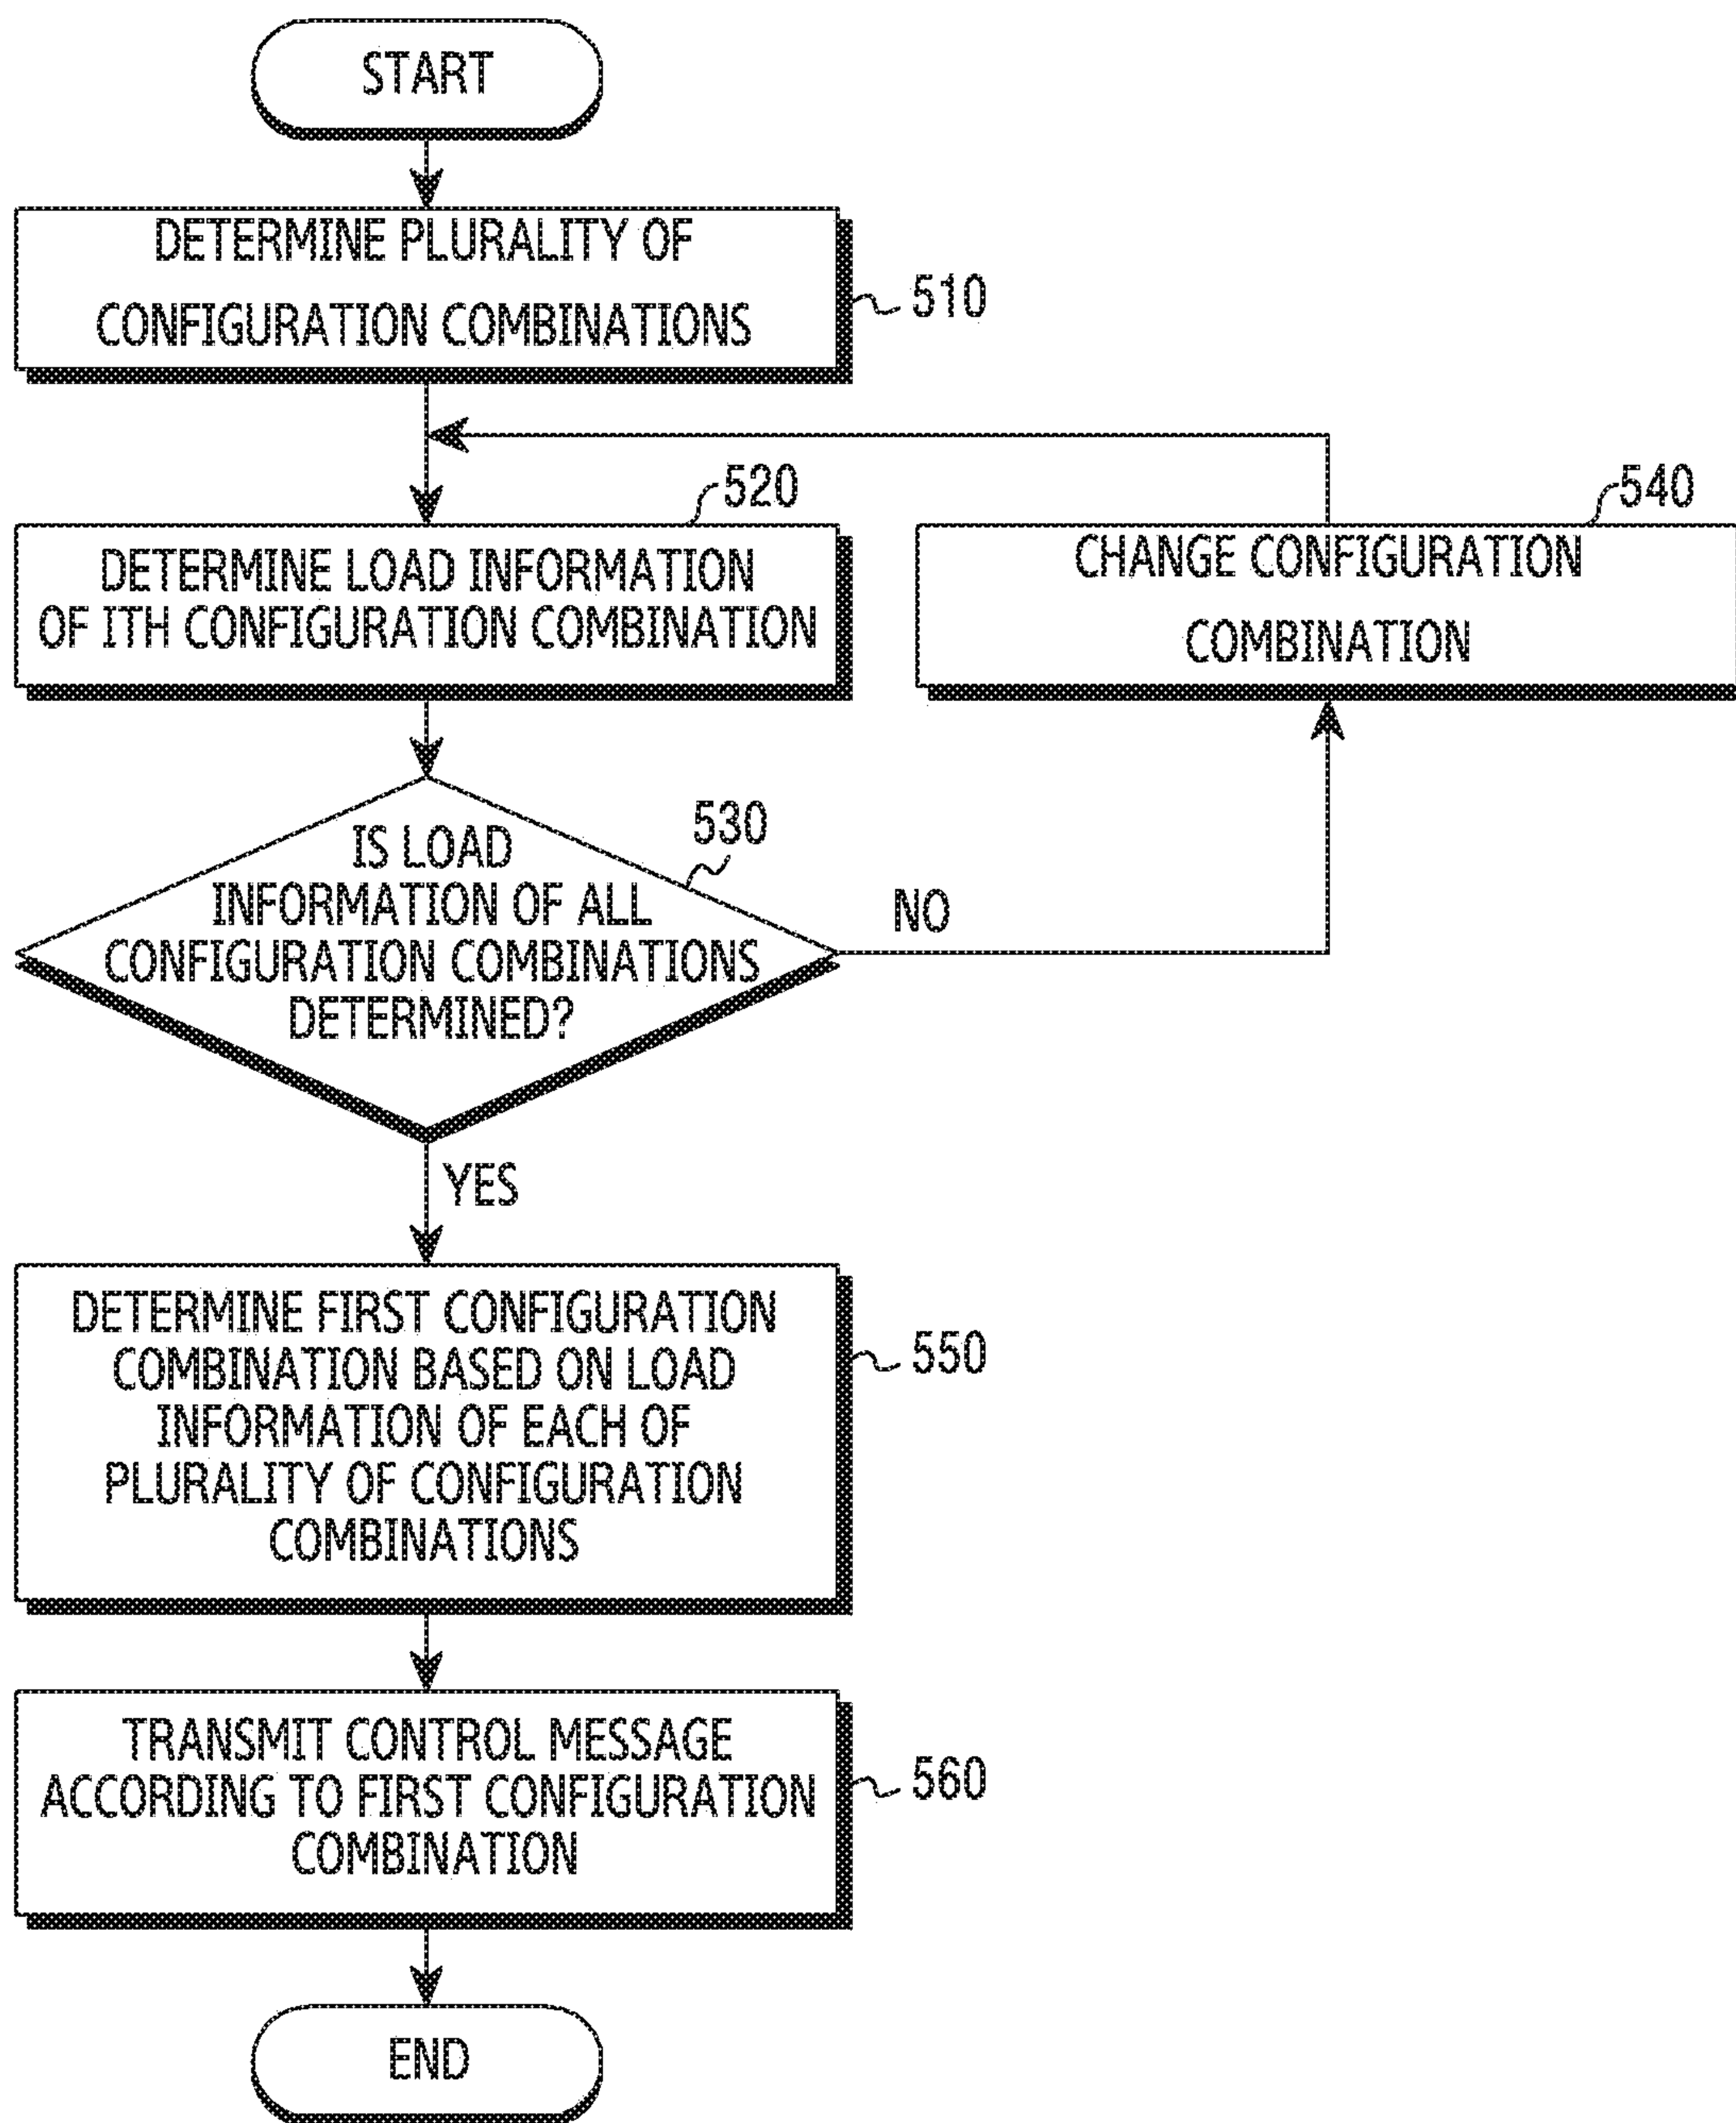 START
DETERMINE PLURALITY OF
CONFIGURATION COMBINATIONS
510
520
DETERMINE LOAD INFORMATION
OF ITH CONFIGURATION COMBINATION
540
CHANGE CONFIGURATION
COMBINATION
530
IS LOAD
INFORMATION OF ALL
CONFIGURATION COMBINATIONS
DETERMINED?
NO
YES
DETERMINE FIRST CONFIGURATION
COMBINATION BASED ON LOAD
INFORMATION OF EACH OF
PLURALITY OF CONFIGURATION
COMBINATIONS
550
TRANSMIT CONTROL MESSAGE
ACCORDING TO FIRST CONFIGURATION
COMBINATION
560
END